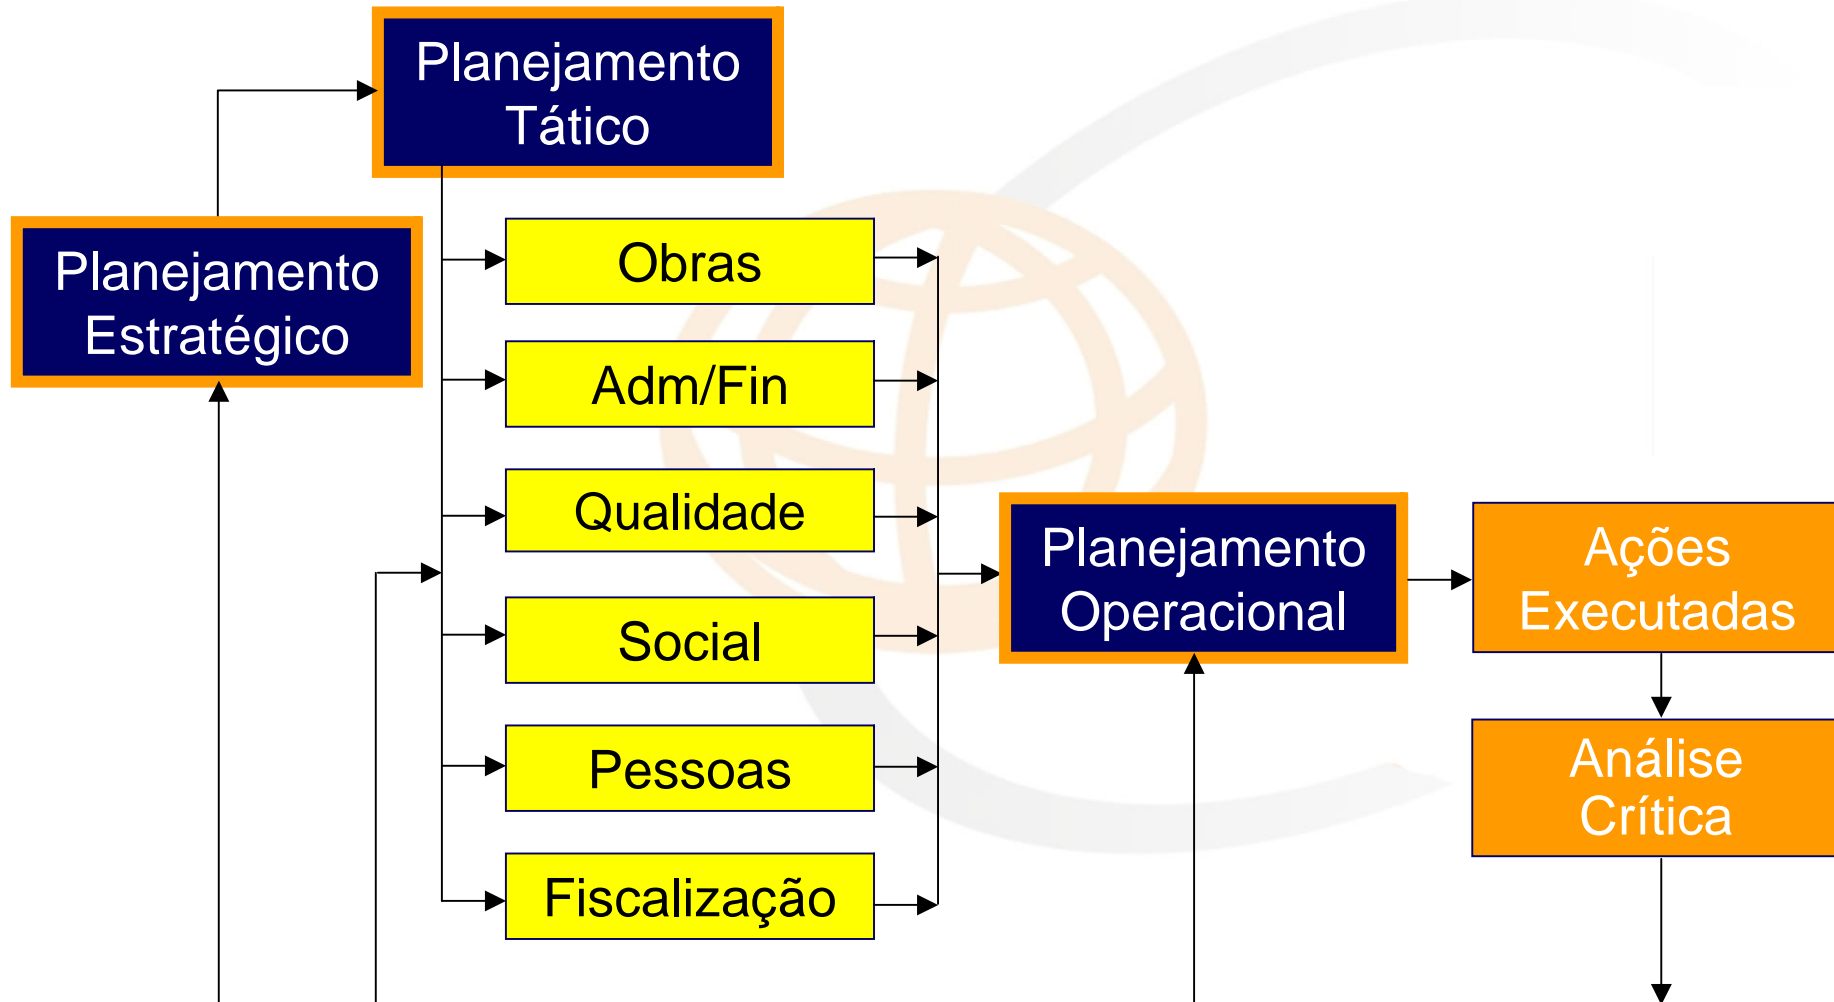 Planejamento
Tático
Planejamento
Estratégico
Obras
Adm/Fin
Qualidade
Social
Pessoas
Fiscalização
Planejamento
Operacional
Ações
Executadas
Análise
Crítica